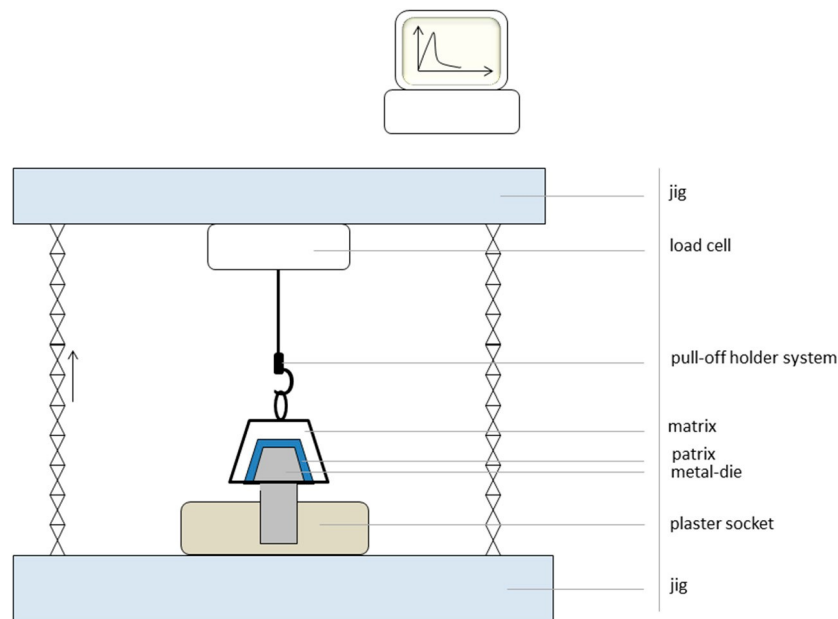 jig
load cell
pull-off holder system
matrix
patrix
metal-die
plaster socket
jig